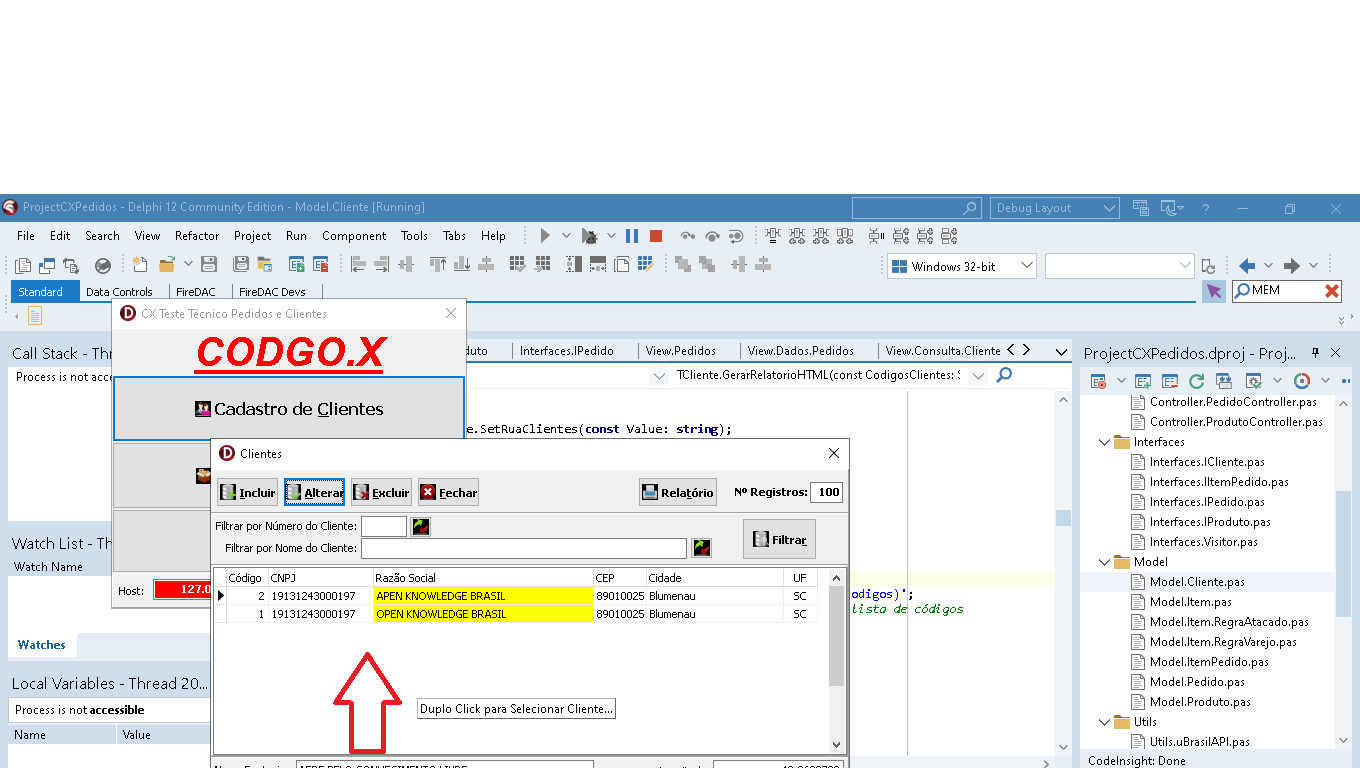 ProjectCXPedidos - Delphi 12 Community Edition - Model.Cliente [Running]
Debug Layout
File Edit Search View Refactor Project Run Component Tools Tabs Help
Windows 32-bit
Standard Data Controls FireDAC FireDAC Devs
MEM
CX Teste Técnico Pedidos e Clientes
CODGO.X
Cadastro de Clientes
Host: 127.0
Call Stack - Thr
Process is not acce
Watch List - Th
Watch Name
Watches
Local Variables - Thread 20...
Process is not accessible
Name Value
duto Interfaces.IPedido View.Pedidos View.Dados.Pedidos View.Consulta.Cliente
TCliente.GerarRelatorioHTML(const CodigosClientes: S
e.SetRuaClientes(const Value: string);
odigos)';
lista de códigos
Clientes
Incluir Alterar Excluir Fechar Relatório Nº Registros: 100
Filtrar por Número do Cliente:
Filtrar por Nome do Cliente:
Filtrar
Código CNPJ Razão Social CEP Cidade UF
2 19131243000197 APEN KNOWLEDGE BRASIL 89010025 Blumenau SC
1 19131243000197 OPEN KNOWLEDGE BRASIL 89010025 Blumenau SC
Duplo Click para Selecionar Cliente...
ProjectCXPedidos.dproj - Proj...
Controller.PedidoController.pas
Controller.ProdutoController.pas
Interfaces
Interfaces.ICliente.pas
Interfaces.IItemPedido.pas
Interfaces.IPedido.pas
Interfaces.IProduto.pas
Interfaces.Visitor.pas
Model
Model.Cliente.pas
Model.Item.pas
Model.Item.RegraAtacado.pas
Model.Item.RegraVarejo.pas
Model.ItemPedido.pas
Model.Pedido.pas
Model.Produto.pas
Utils
Utils.uBrasilAPI.pas
CodeInsight: Done